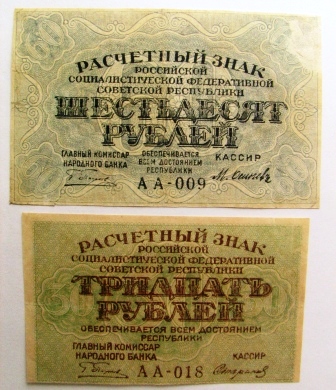 60
РАСЧЕТНЫЙ ЗНАК
РОССИЙСКОЙ
СОЦИАЛИСТИЧЕСКОЙ ФЕДЕРАТИВНОЙ
СОВЕТСКОЙ РЕСПУБЛИКИ
ШЕСТЬДЕСЯТ
РУБЛЕЙ
ГЛАВНЫЙ КОМИССАР
НАРОДНОГО БАНКА
ОБЕСПЕЧИВАЕТСЯ
ВСЕМ ДОСТОЯНИЕМ
РЕСПУБЛИКИ
КАССИР
АА-009
РАСЧЕТНЫЙ ЗНАК
РОССИЙСКОЙ
СОЦИАЛИСТИЧЕСКОЙ ФЕДЕРАТИВНОЙ
СОВЕТСКОЙ РЕСПУБЛИКИ
ТРИДЦАТЬ
РУБЛЕЙ
ОБЕСПЕЧИВАЕТСЯ ВСЕМ ДОСТОЯНИЕМ
РЕСПУБЛИКИ
ГЛАВНЫЙ КОМИССАР
НАРОДНОГО БАНКА
КАССИР
АА-018